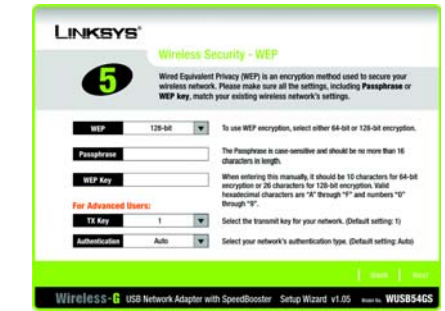 LINKSYS®
Wireless Security - WEP
5
Wired Equivalent Privacy (WEP) is an encryption method used to secure your
wireless network. Please make sure all the settings, including Passphrase or
WEP key, match your existing wireless network's settings.
WEP 128-bit To use WEP encryption, select either 64-bit or 128-bit encryption.
Passphrase The Passphrase is case-sensitive and should be no more than 16
characters in length.
WEP Key When entering this manually, it should be 10 characters for 64-bit
encryption or 26 characters for 128-bit encryption. Valid
hexadecimal characters are "A" through "F" and numbers "0"
through "9".
For Advanced Users:
TX Key 1 Select the transmit key for your network. (Default setting: 1)
Authentication Auto Select your network's authentication type. (Default setting: Auto)
Back Next
Wireless-G USB Network Adapter with SpeedBooster Setup Wizard v1.05 Model No. WUSB54GS